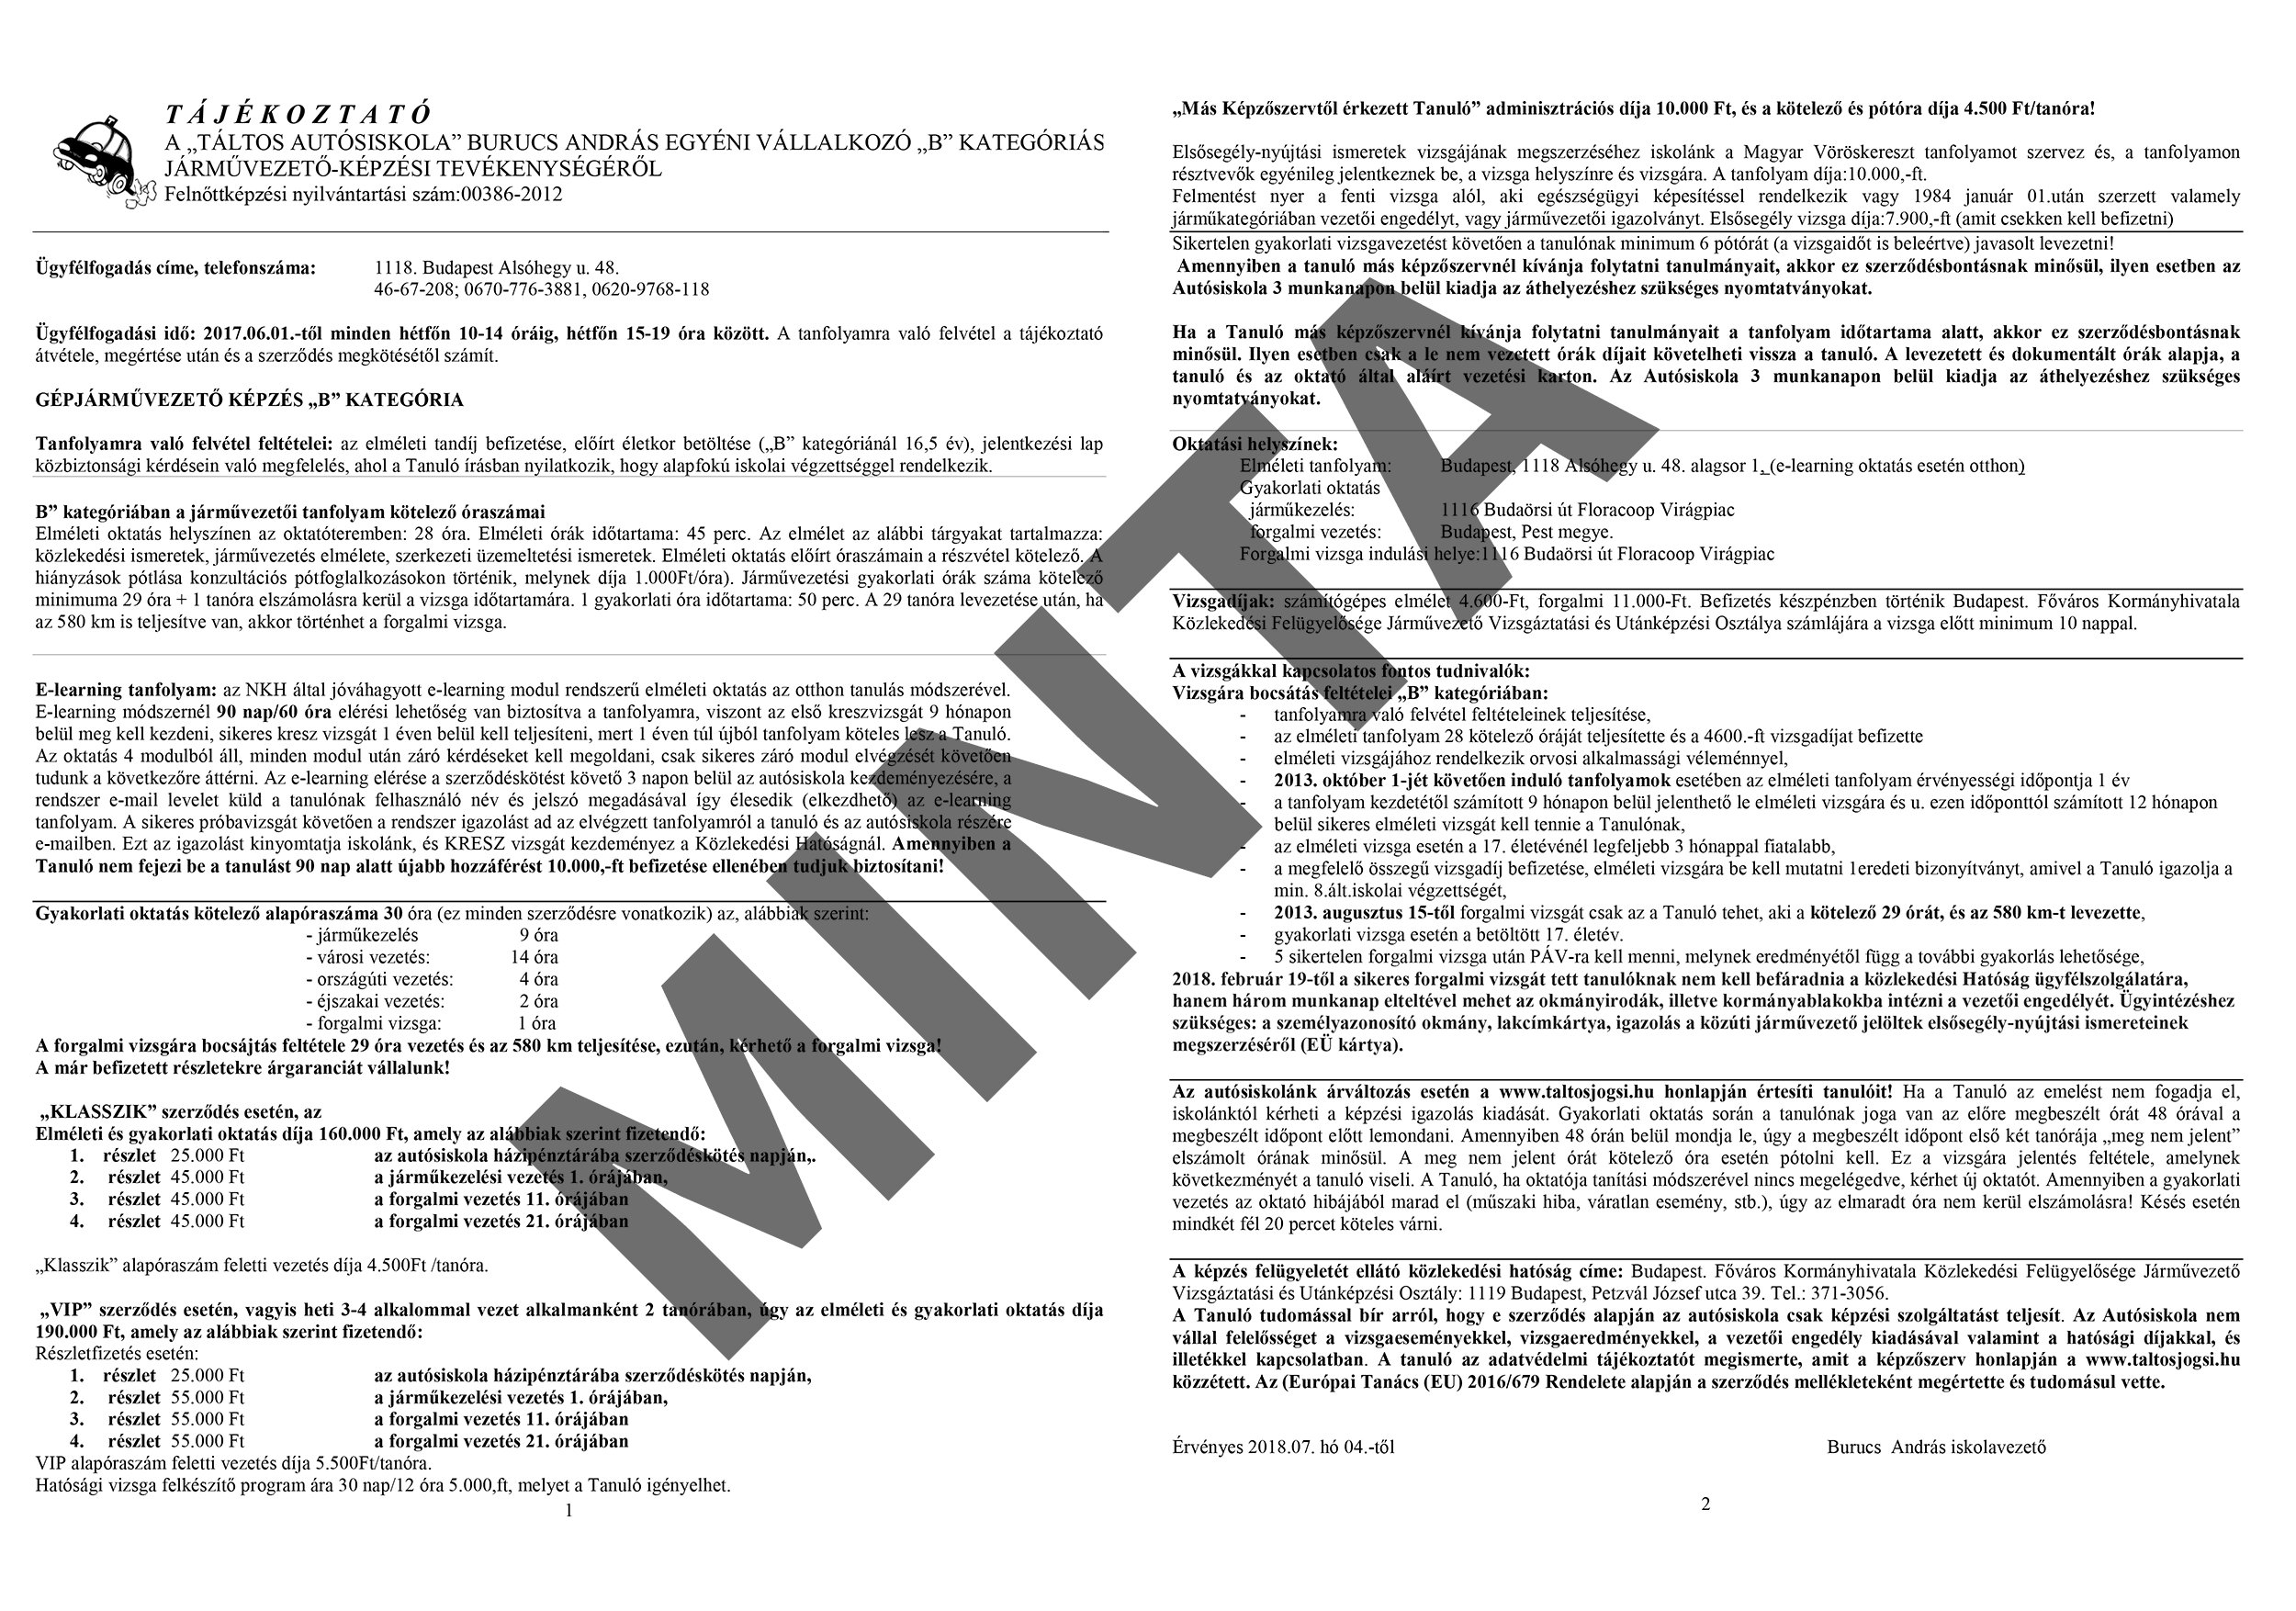 TÁJÉKOZTATÓ
A „TÁLTOS AUTÓSISKOLA” BURUCS ANDRÁS EGYÉNI VÁLLALKOZÓ „B” KATEGÓRIÁS
JÁRMŰVEZETŐ-KÉPZÉSI TEVÉKENYSÉGÉRŐL
Felnőttképzési nyilvántartási szám:00386-2012
Ügyfélfogadás címe, telefonszáma: 1118. Budapest Alsóhegy u. 48.
46-67-208; 0670-776-3881, 0620-9768-118
Ügyfélfogadási idő: 2017.06.01.-től minden hétfőn 10-14 óráig, hétfőn 15-19 óra között. A tanfolyamra való felvétel a tájékoztató
átvétele, megértése után és a szerződés megkötésétől számít.
GÉPJÁRMŰVEZETŐ KÉPZÉS „B” KATEGÓRIA
Tanfolyamra való felvétel feltételei: az elméleti tandíj befizetése, előírt életkor betöltése („B” kategóriánál 16,5 év), jelentkezési lap
közbiztonsági kérdésein való megfelelés, ahol a Tanuló írásban nyilatkozik, hogy alapfokú iskolai végzettséggel rendelkezik.
B” kategóriában a járművezetői tanfolyam kötelező óraszámai
Elméleti oktatás helyszínen az oktatóteremben: 28 óra. Elméleti órák időtartama: 45 perc. Az elmélet az alábbi tárgyakat tartalmazza:
közlekedési ismeretek, járművezetés elmélete, szerkezeti üzemeltetési ismeretek. Elméleti oktatás előírt óraszámain a részvétel kötelező. A
hiányzások pótlása konzultációs pótfoglalkozásokon történik, melynek díja 1.000Ft/óra). Járművezetési gyakorlati órák száma kötelező
minimuma 29 óra + 1 tanóra elszámolásra kerül a vizsga időtartamára. 1 gyakorlati óra időtartama: 50 perc. A 29 tanóra levezetése után, ha
az 580 km is teljesítve van, akkor történhet a forgalmi vizsga.
E-learning tanfolyam: az NKH által jóváhagyott e-learning modul rendszerű elméleti oktatás az otthon tanulás módszerével.
E-learning módszernél 90 nap/60 óra elérési lehetőség van biztosítva a tanfolyamra, viszont az első kreszvizsgát 9 hónapon
belül meg kell kezdeni, sikeres kresz vizsgát 1 éven belül kell teljesíteni, mert 1 éven túl újból tanfolyam köteles lesz a Tanuló.
Az oktatás 4 modulból áll, minden modul után záró kérdéseket kell megoldani, csak sikeres záró modul elvégzését követően
tudunk a következőre áttérni. Az e-learning elérése a szerződéskötést követő 3 napon belül az autósiskola kezdeményezésére, a
rendszer e-mail levelet küld a tanulónak felhasználó név és jelszó megadásával így élesedik (elkezdhető) az e-learning
tanfolyam. A sikeres próbavizsgát követően a rendszer igazolást ad az elvégzett tanfolyamról a tanuló és az autósiskola részére
e-mailben. Ezt az igazolást kinyomtatja iskolánk, és KRESZ vizsgát kezdeményez a Közlekedési Hatóságnál. Amennyiben a
Tanuló nem fejezi be a tanulást 90 nap alatt újabb hozzáférést 10.000,-ft befizetése ellenében tudjuk biztosítani!
Gyakorlati oktatás kötelező alapóraszáma 30 óra (ez minden szerződésre vonatkozik) az, alábbiak szerint:
- járműkezelés 9 óra
- városi vezetés: 14 óra
- országúti vezetés: 4 óra
- éjszakai vezetés: 2 óra
- forgalmi vizsga: 1 óra
A forgalmi vizsgára bocsájtás feltétele 29 óra vezetés és az 580 km teljesítése, ezután, kérhető a forgalmi vizsga!
A már befizetett részletekre árgaranciát vállalunk!
„KLASSZIK” szerződés esetén, az
Elméleti és gyakorlati oktatás díja 160.000 Ft, amely az alábbiak szerint fizetendő:
1. részlet 25.000 Ft az autósiskola házipénztárába szerződéskötés napján,.
2. részlet 45.000 Ft a járműkezelési vezetés 1. órájában,
3. részlet 45.000 Ft a forgalmi vezetés 11. órájában
4. részlet 45.000 Ft a forgalmi vezetés 21. órájában
„Klasszik” alapóraszám feletti vezetés díja 4.500Ft /tanóra.
„VIP” szerződés esetén, vagyis heti 3-4 alkalommal vezet alkalmanként 2 tanórában, úgy az elméleti és gyakorlati oktatás díja
190.000 Ft, amely az alábbiak szerint fizetendő:
Részletfizetés esetén:
1. részlet 25.000 Ft az autósiskola házipénztárába szerződéskötés napján,
2. részlet 55.000 Ft a járműkezelési vezetés 1. órájában,
3. részlet 55.000 Ft a forgalmi vezetés 11. órájában
4. részlet 55.000 Ft a forgalmi vezetés 21. órájában
VIP alapóraszám feletti vezetés díja 5.500Ft/tanóra.
Hatósági vizsga felkészítő program ára 30 nap/12 óra 5.000,ft, melyet a Tanuló igényelhet.
1
„Más Képzőszervtől érkezett Tanuló” adminisztrációs díja 10.000 Ft, és a kötelező és pótóra díja 4.500 Ft/tanóra!
Elsősegély-nyújtási ismeretek vizsgájának megszerzéséhez iskolánk a Magyar Vöröskereszt tanfolyamot szervez és, a tanfolyamon
résztvevők egyénileg jelentkeznek be, a vizsga helyszínre és vizsgára. A tanfolyam díja:10.000,-ft.
Felmentést nyer a fenti vizsga alól, aki egészségügyi képesítéssel rendelkezik vagy 1984 január 01.után szerzett valamely
járműkategóriában vezetői engedélyt, vagy járművezetői igazolványt. Elsősegély vizsga díja:7.900,-ft (amit csekken kell befizetni)
Sikertelen gyakorlati vizsgavezetést követően a tanulónak minimum 6 pótórát (a vizsgaidőt is beleértve) javasolt levezetni!
Amennyiben a tanuló más képzőszervnél kívánja folytatni tanulmányait, akkor ez szerződésbontásnak minősül, ilyen esetben az
Autósiskola 3 munkanapon belül kiadja az áthelyezéshez szükséges nyomtatványokat.
Ha a Tanuló más képzőszervnél kívánja folytatni tanulmányait a tanfolyam időtartama alatt, akkor ez szerződésbontásnak
minősül. Ilyen esetben csak a le nem vezetett órák díjait követelheti vissza a tanuló. A levezetett és dokumentált órák alapja, a
tanuló és az oktató által aláírt vezetési karton. Az Autósiskola 3 munkanapon belül kiadja az áthelyezéshez szükséges
nyomtatványokat.
Oktatási helyszínek:
Elméleti tanfolyam: Budapest, 1118 Alsóhegy u. 48. alagsor 1. (e-learning oktatás esetén otthon)
Gyakorlati oktatás
járműkezelés: 1116 Budaörsi út Floracoop Virágpiac
forgalmi vezetés: Budapest, Pest megye.
Forgalmi vizsga indulási helye:1116 Budaörsi út Floracoop Virágpiac
Vizsgadíjak: számítógépes elmélet 4.600-Ft, forgalmi 11.000-Ft. Befizetés készpénzben történik Budapest. Főváros Kormányhivatala
Közlekedési Felügyelősége Járművezető Vizsgáztatási és Utánképzési Osztálya számlájára a vizsga előtt minimum 10 nappal.
A vizsgákkal kapcsolatos fontos tudnivalók:
Vizsgára bocsátás feltételei „B” kategóriában:
- tanfolyamra való felvétel feltételeinek teljesítése,
- az elméleti tanfolyam 28 kötelező óráját teljesítette és a 4600.-ft vizsgadíjat befizette
- elméleti vizsgájához rendelkezik orvosi alkalmassági véleménnyel,
- 2013. október 1-jét követően induló tanfolyamok esetében az elméleti tanfolyam érvényességi időpontja 1 év
- a tanfolyam kezdetétől számított 9 hónapon belül jelenthető le elméleti vizsgára és u. ezen időponttól számított 12 hónapon
belül sikeres elméleti vizsgát kell tennie a Tanulónak,
- az elméleti vizsga esetén a 17. életévénél legfeljebb 3 hónappal fiatalabb,
- a megfelelő összegű vizsgadíj befizetése, elméleti vizsgára be kell mutatni 1eredeti bizonyítványt, amivel a Tanuló igazolja a
min. 8.ált.iskolai végzettségét,
- 2013. augusztus 15-től forgalmi vizsgát csak az a Tanuló tehet, aki a kötelező 29 órát, és az 580 km-t levezette,
- gyakorlati vizsga esetén a betöltött 17. életév.
- 5 sikertelen forgalmi vizsga után PÁV-ra kell menni, melynek eredményétől függ a további gyakorlás lehetősége,
2018. február 19-től a sikeres forgalmi vizsgát tett tanulóknak nem kell befáradnia a közlekedési Hatóság ügyfélszolgálatára,
hanem három munkanap elteltével mehet az okmányirodák, illetve kormányablakokba intézni a vezetői engedélyét. Ügyintézéshez
szükséges: a személyazonosító okmány, lakcímkártya, igazolás a közúti járművezető jelöltek elsősegély-nyújtási ismereteinek
megszerzéséről (EÜ kártya).
Az autósiskolánk árváltozás esetén a www.taltosjogsi.hu honlapján értesíti tanulóit! Ha a Tanuló az emelést nem fogadja el,
iskolánktól kérheti a képzési igazolás kiadását. Gyakorlati oktatás során a tanulónak joga van az előre megbeszélt órát 48 órával a
megbeszélt időpont előtt lemondani. Amennyiben 48 órán belül mondja le, úgy a megbeszélt időpont első két tanórája „meg nem jelent”
elszámolt órának minősül. A meg nem jelent órát kötelező óra esetén pótolni kell. Ez a vizsgára jelentés feltétele, amelynek
következményét a tanuló viseli. A Tanuló, ha oktatója tanítási módszerével nincs megelégedve, kérhet új oktatót. Amennyiben a gyakorlati
vezetés az oktató hibájából marad el (műszaki hiba, váratlan esemény, stb.), úgy az elmaradt óra nem kerül elszámolásra! Késés esetén
mindkét fél 20 percet köteles várni.
A képzés felügyeletét ellátó közlekedési hatóság címe: Budapest. Főváros Kormányhivatala Közlekedési Felügyelősége Járművezető
Vizsgáztatási és Utánképzési Osztály: 1119 Budapest, Petzvál József utca 39. Tel.: 371-3056.
A Tanuló tudomással bír arról, hogy e szerződés alapján az autósiskola csak képzési szolgáltatást teljesít. Az Autósiskola nem
vállal felelősséget a vizsgaeseményekkel, vizsgaeredményekkel, a vezetői engedély kiadásával valamint a hatósági díjakkal, és
illetékkel kapcsolatban. A tanuló az adatvédelmi tájékoztatót megismerte, amit a képzőszerv honlapján a www.taltosjogsi.hu
közzétett. Az (Európai Tanács (EU) 2016/679 Rendelete alapján a szerződés mellékleteként megértette és tudomásul vette.
Érvényes 2018.07. hó 04.-től Burucs András iskolavezető
2
MINTA